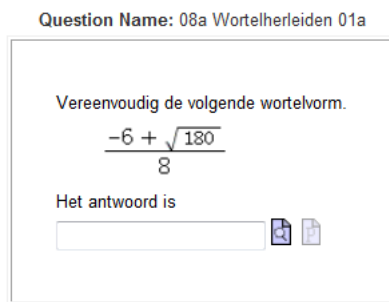 Question Name: 08a Wortelherleiden 01a
Vereenvoudig de volgende wortelvorm.
−6 + √180
8
Het antwoord is